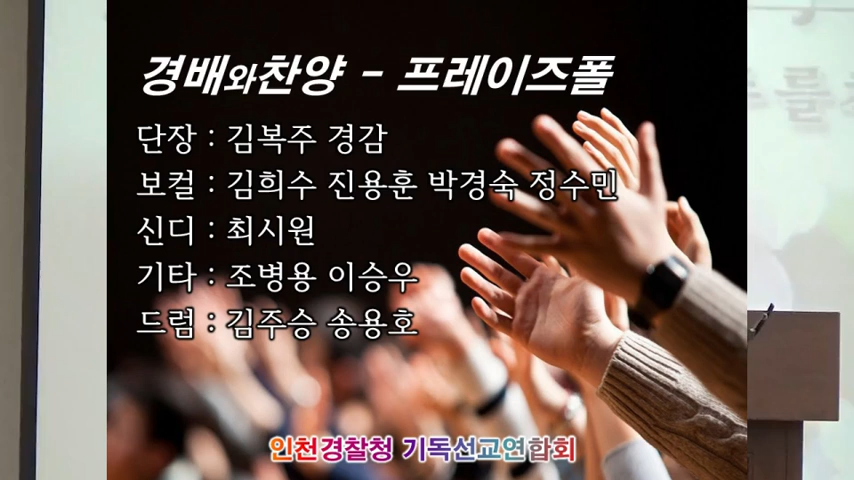 경배와찬양 - 프레이즈폴
단장 : 김복주 경감
보컬 : 김희수 진용훈 박경숙 정수민
신디 : 최시원
기타 : 조병용 이승우
드럼 : 김주승 송용호
인천경찰청 기독선교연합회